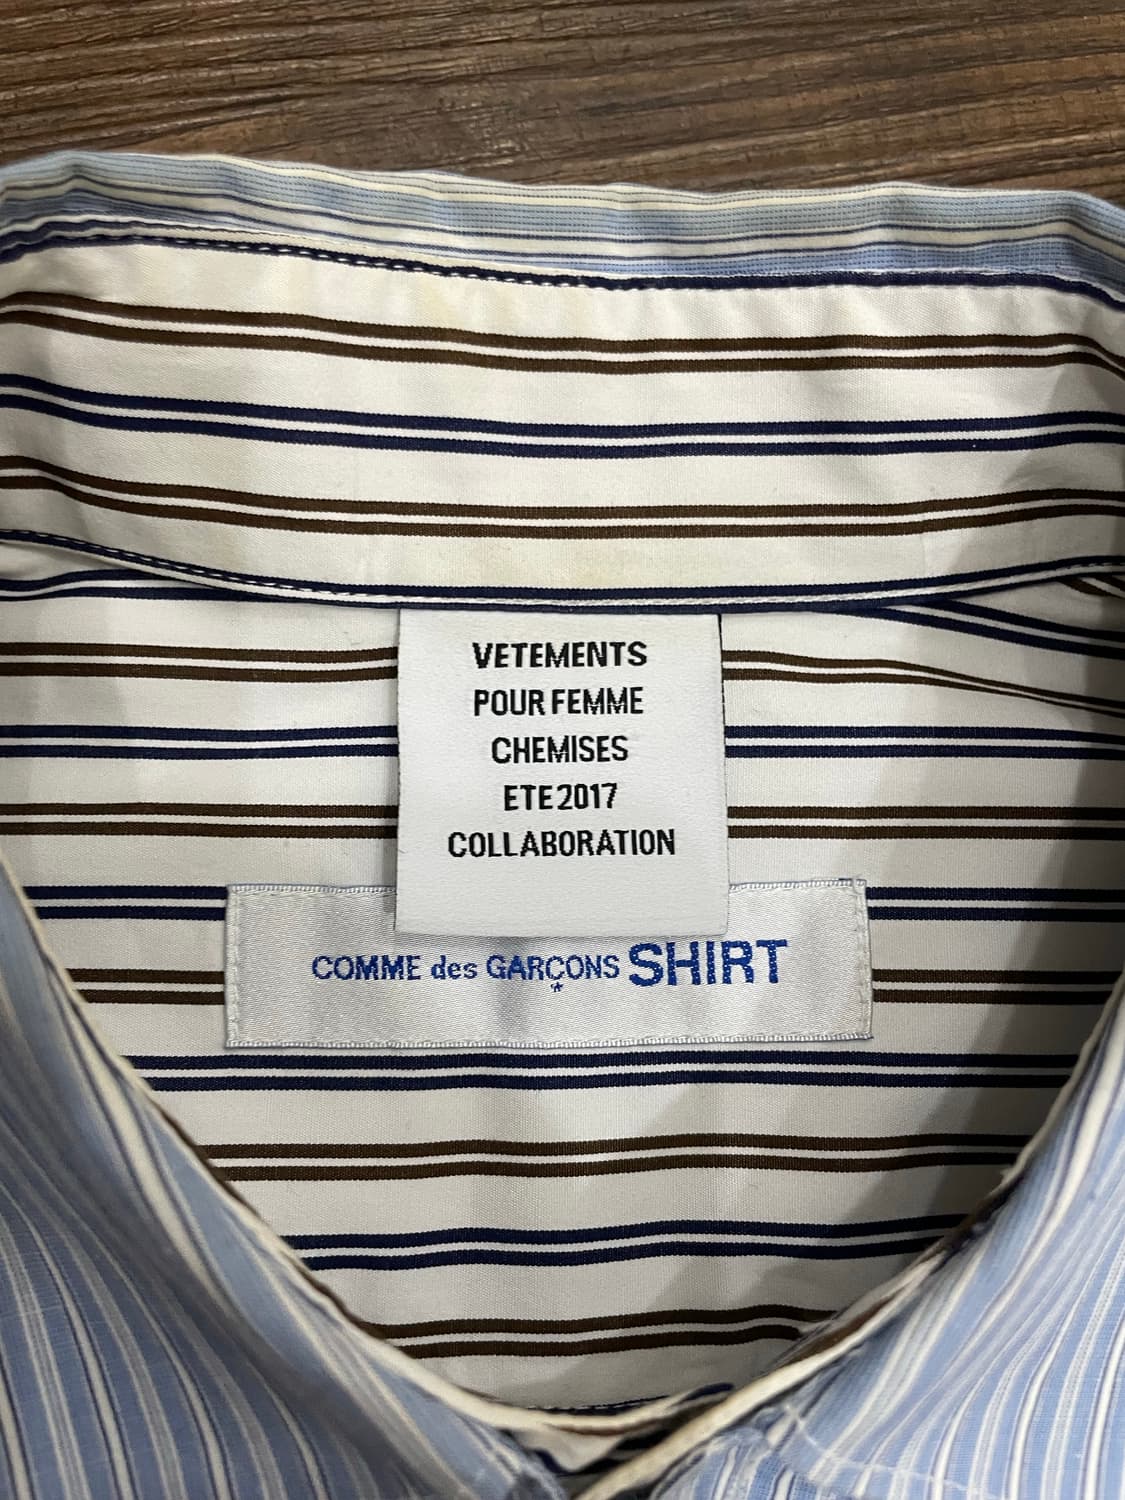 VETEMENTS
POUR FEMME
CHEMISES
ETE 2017
COLLABORATION
COMME des GARÇONS SHIRT